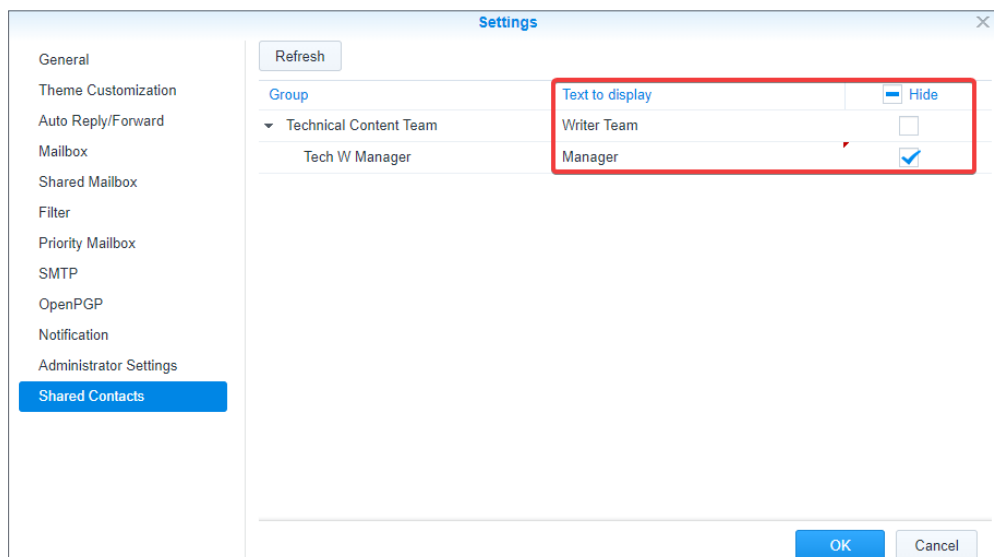 Settings
General
Theme Customization
Auto Reply/Forward
Mailbox
Shared Mailbox
Filter
Priority Mailbox
SMTP
OpenPGP
Notification
Administrator Settings
Shared Contacts
Refresh
Group Text to display Hide
Technical Content Team Writer Team
Tech W Manager Manager
OK Cancel